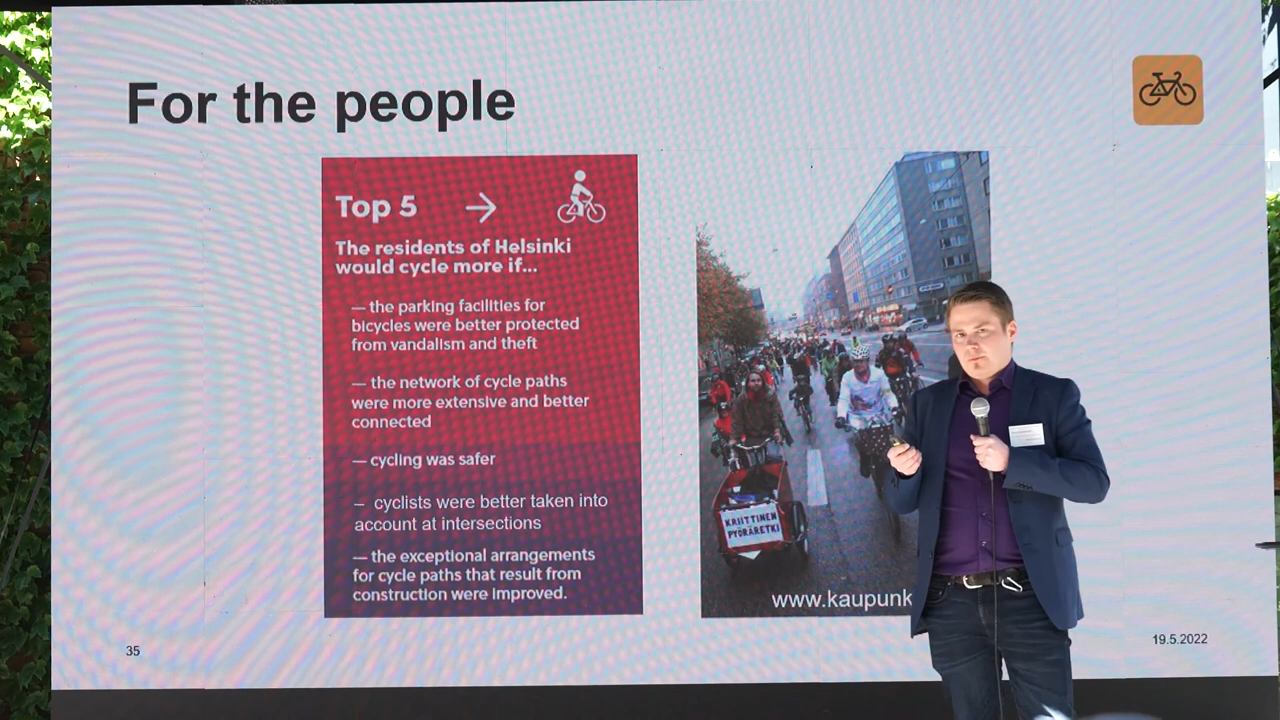 For the people
Top 5 →
The residents of Helsinki
would cycle more if...
— the parking facilities for
bicycles were better protected
from vandalism and theft
— the network of cycle paths
were more extensive and better
connected
— cycling was safer
– cyclists were better taken into
account at intersections
— the exceptional arrangements
for cycle paths that result from
construction were improved.
KRIITTINEN
PYÖRÄRETKI
www.kaupunk
35
19.5.2022